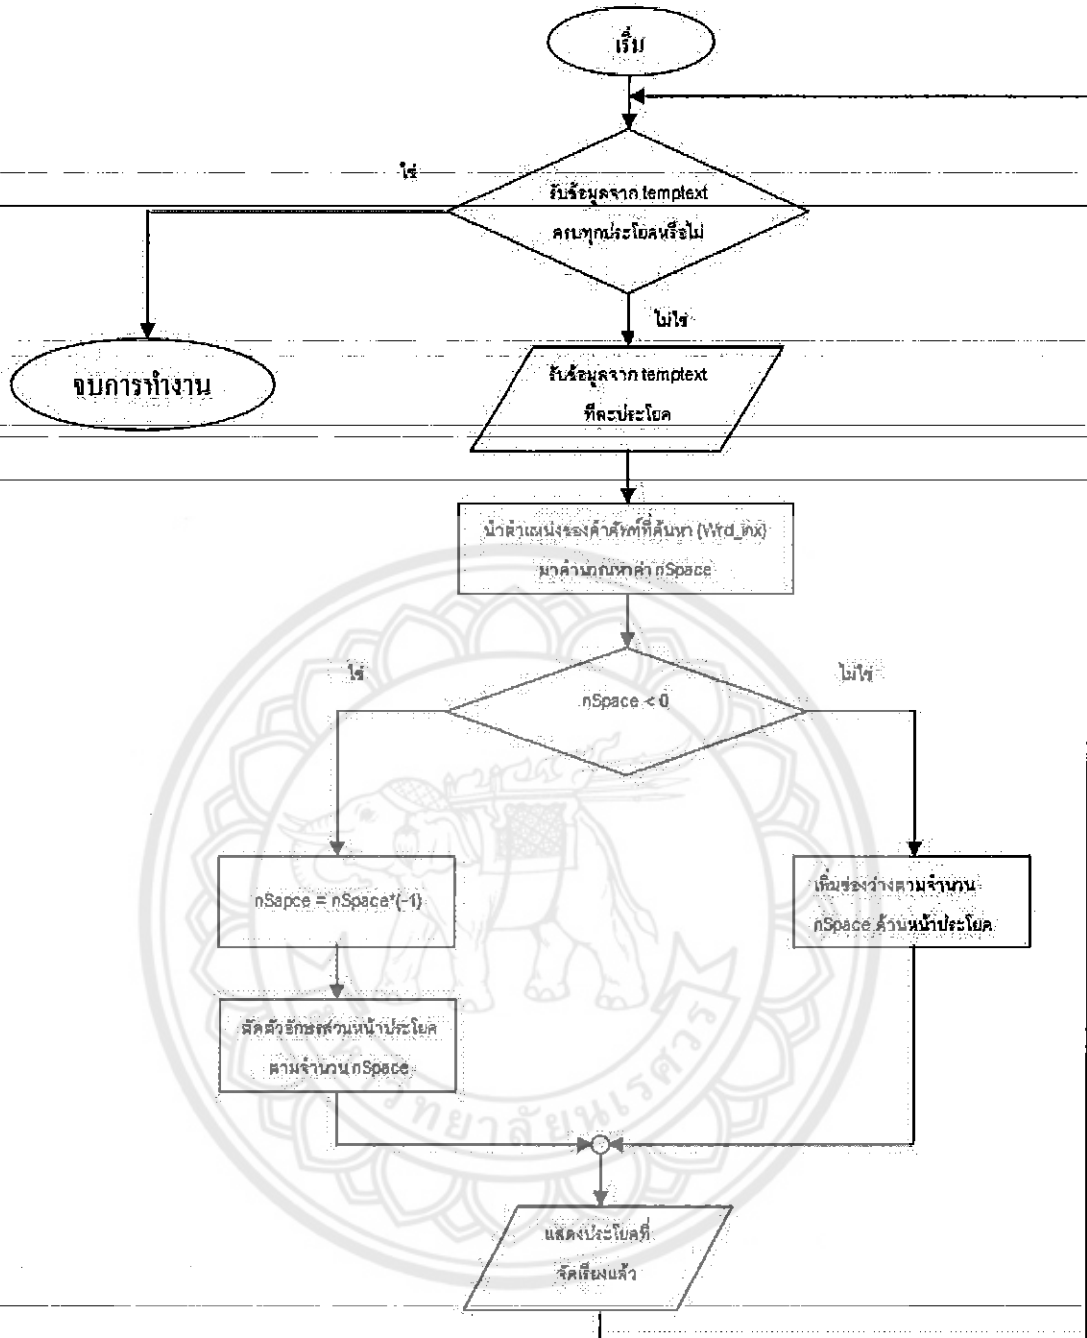 เริ่ม
ใช่
รับข้อมูลจาก temptext
ครบทุกประโยคหรือไม่
ไม่ใช่
จบการทำงาน
รับข้อมูลจาก temptext
ทีละประโยค
นำตำแหน่งของคำศัพท์ที่ค้นหา (Wrd_inx)
มาคำนวณหาค่า nSpace
ใช่
ไม่ใช่
nSpace < 0
nSapce = nSpace*(-1)
เพิ่มช่องว่างตามจำนวน
nSpace ด้านหน้าประโยค
ตัดตัวอักษรส่วนหน้าประโยค
ตามจำนวน nSpace
แสดงประโยคที่
จัดเรียงแล้ว